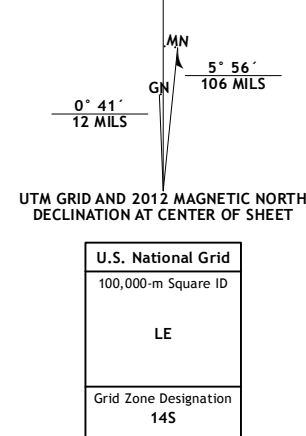 MN
GN
5° 56´
106 MILS
0° 41´
12 MILS
UTM GRID AND 2012 MAGNETIC NORTH
DECLINATION AT CENTER OF SHEET
U.S. National Grid
100,000-m Square ID
LE
Grid Zone Designation
14S